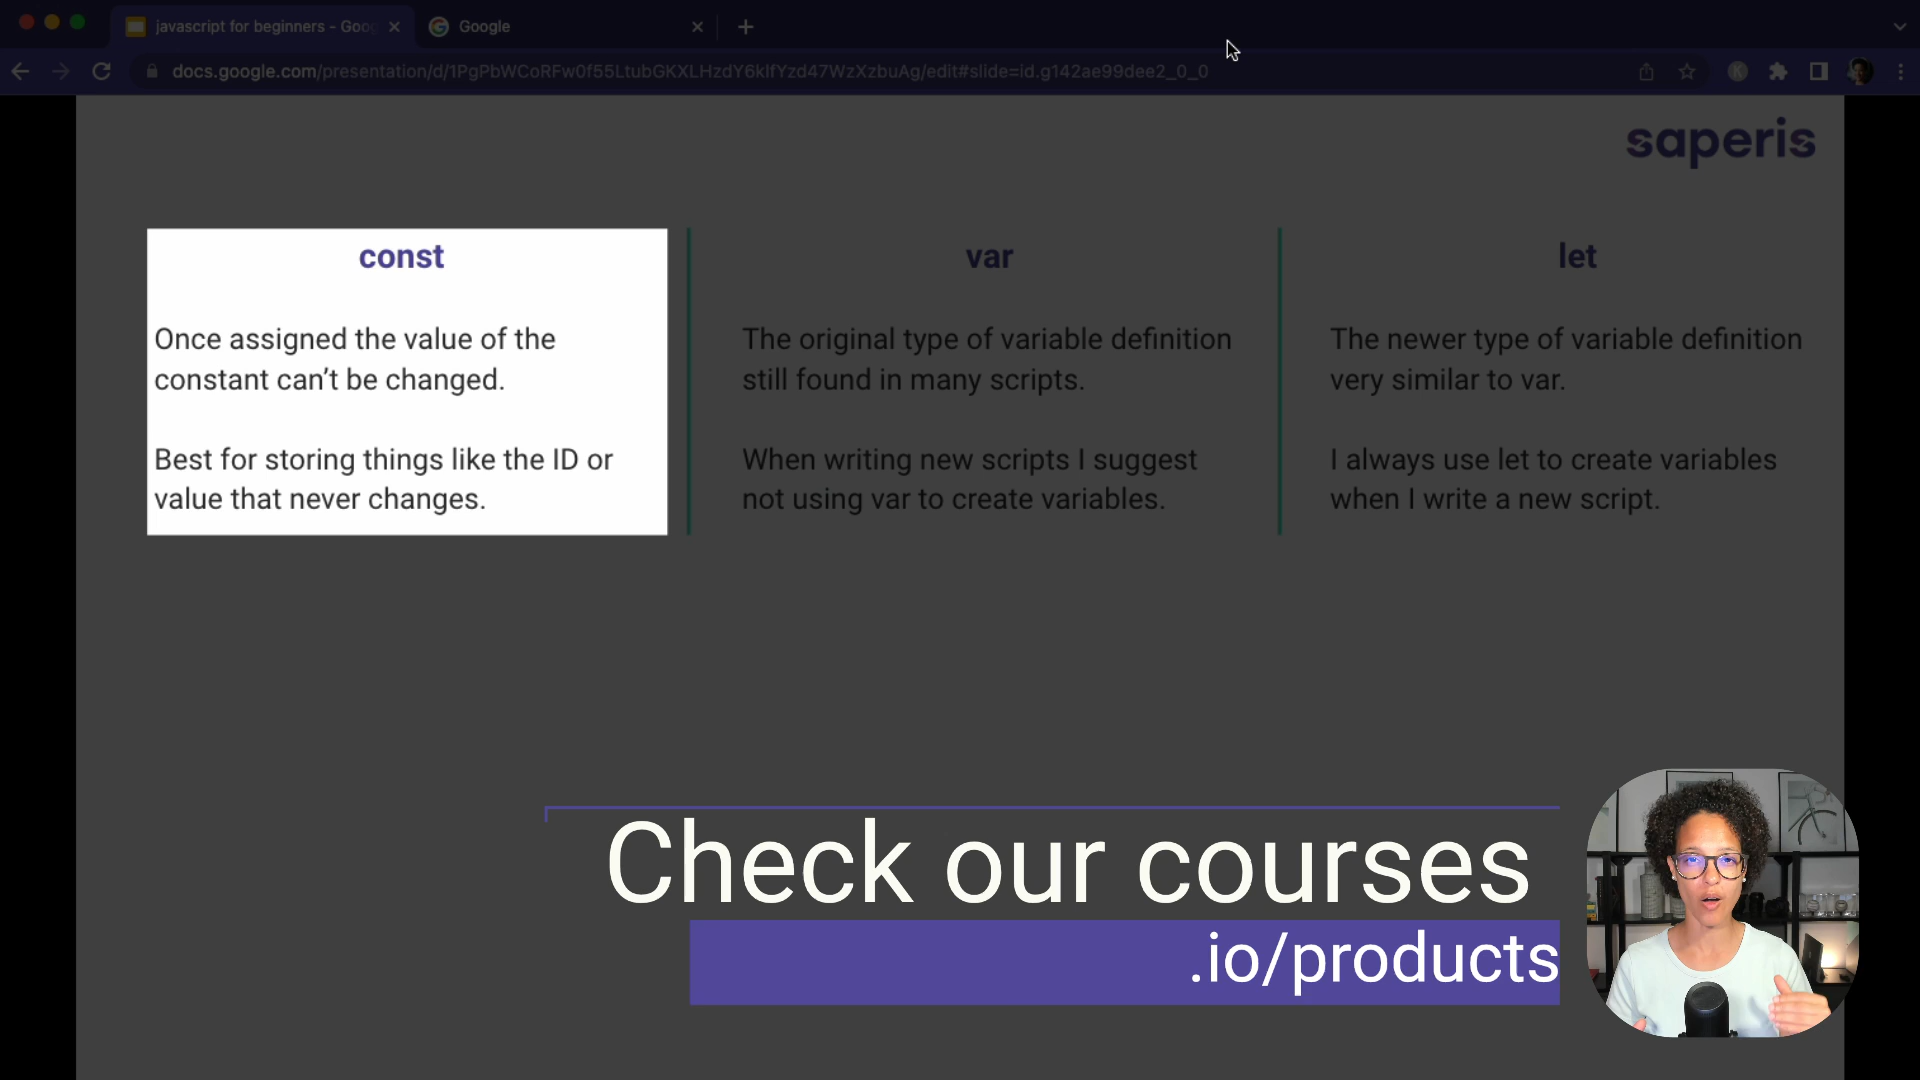 javascript for beginners - Goo
Google
docs.google.com/presentation/d/1PgPbWCoRFw0f55LtubGKXLHzdY6kIfYzd47WzXzbuAg/edit#slide=id.g142ae99dee2_0_0
K
saperis
const
Once assigned the value of the
constant can’t be changed.
Best for storing things like the ID or
value that never changes.
var
The original type of variable definition
still found in many scripts.
When writing new scripts I suggest
not using var to create variables.
let
The newer type of variable definition
very similar to var.
I always use let to create variables
when I write a new script.
Check our courses
.io/products